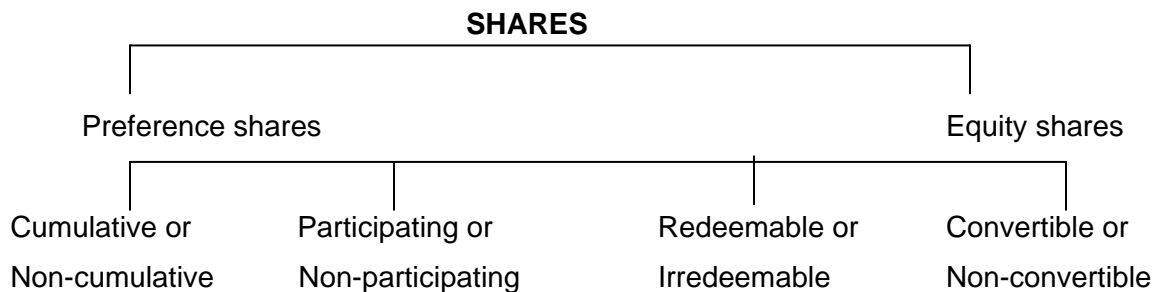 SHARES
Preference shares Equity shares
Cumulative or Participating or Redeemable or Convertible or
Non-cumulative Non-participating Irredeemable Non-convertible